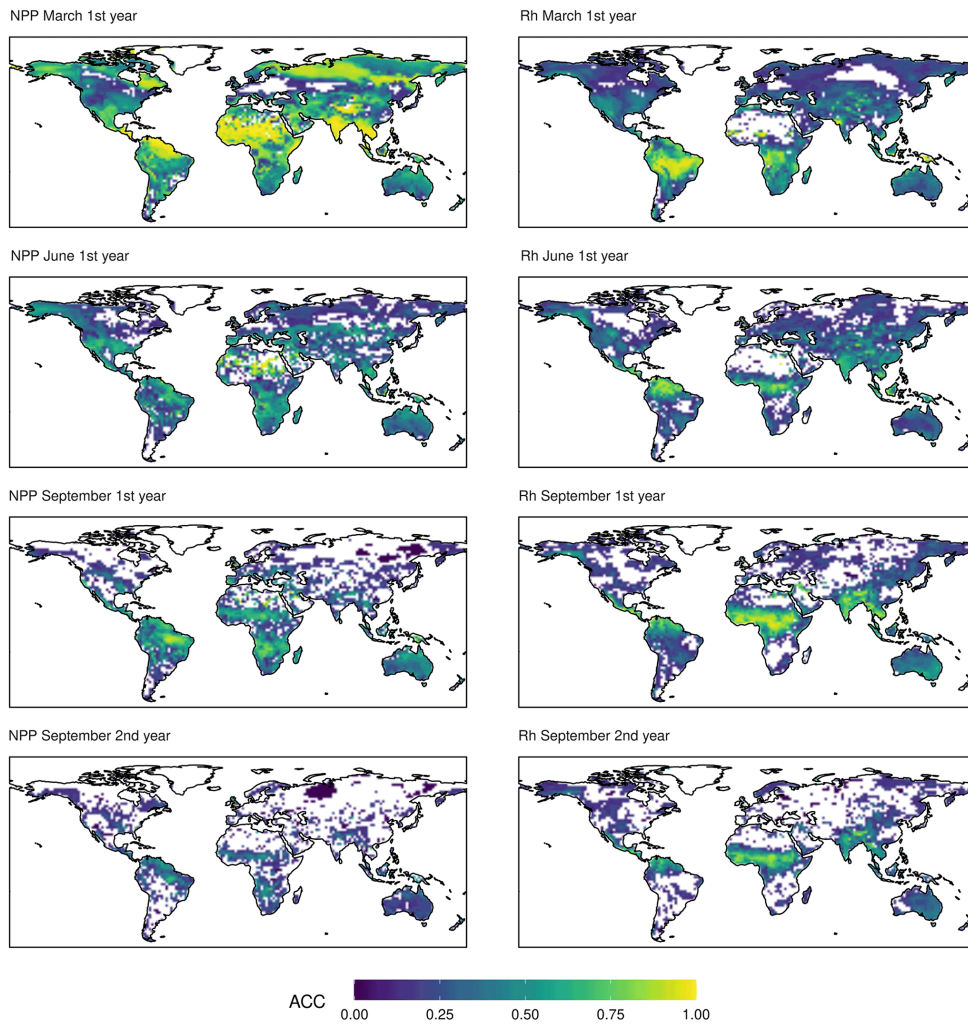 NPP March 1st year
Rh March 1st year
NPP June 1st year
Rh June 1st year
NPP September 1st year
Rh September 1st year
NPP September 2nd year
Rh September 2nd year
ACC
0.00 0.25 0.50 0.75 1.00